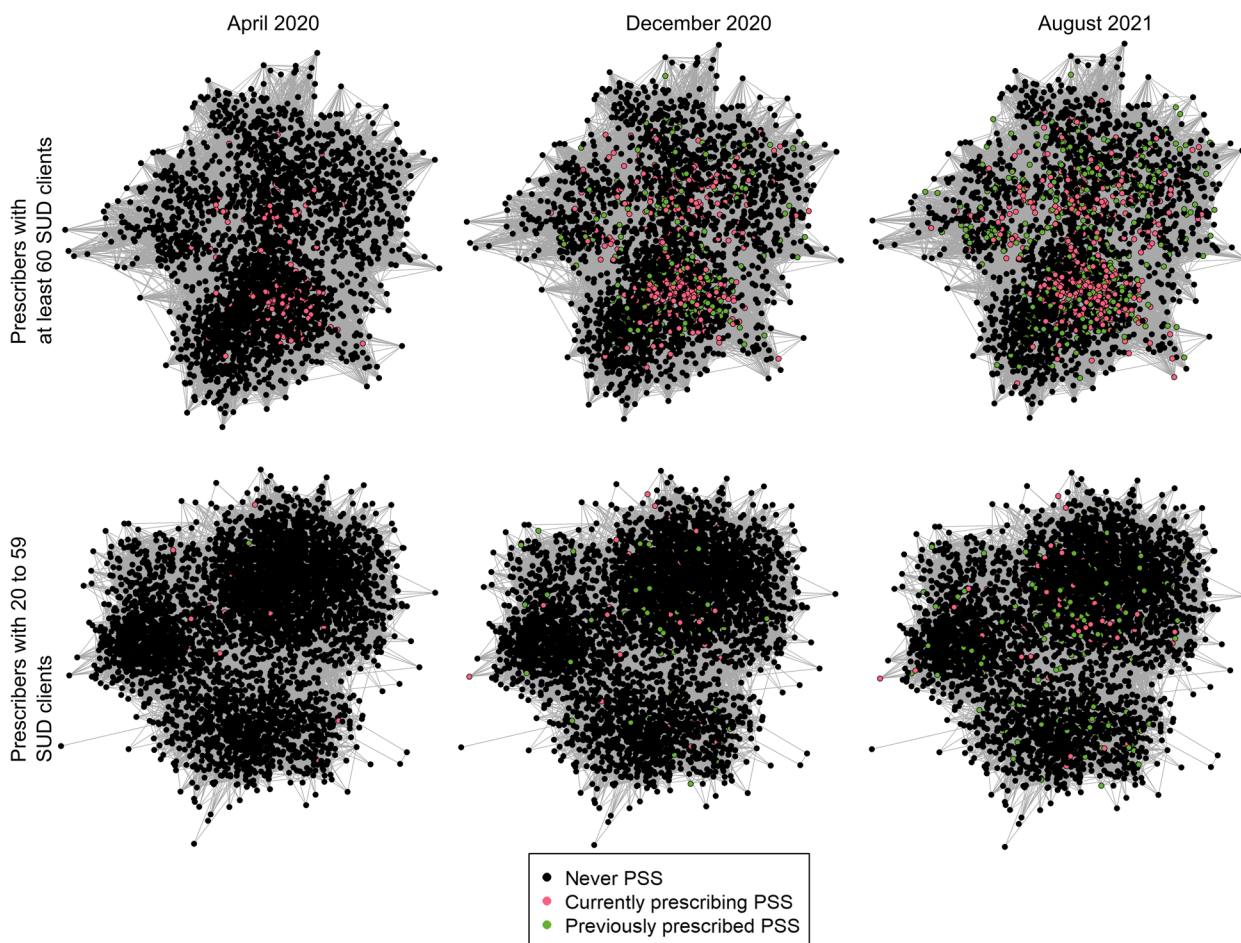 April 2020
December 2020
August 2021
Prescribers with
at least 60 SUD clients
Prescribers with 20 to 59
SUD clients
Never PSS
Currently prescribing PSS
Previously prescribed PSS